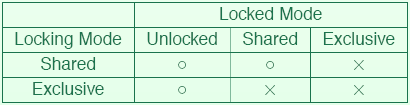 Locked Mode
Locking Mode Unlocked Shared Exclusive
Shared ○ ○ ×
Exclusive ○ × ×